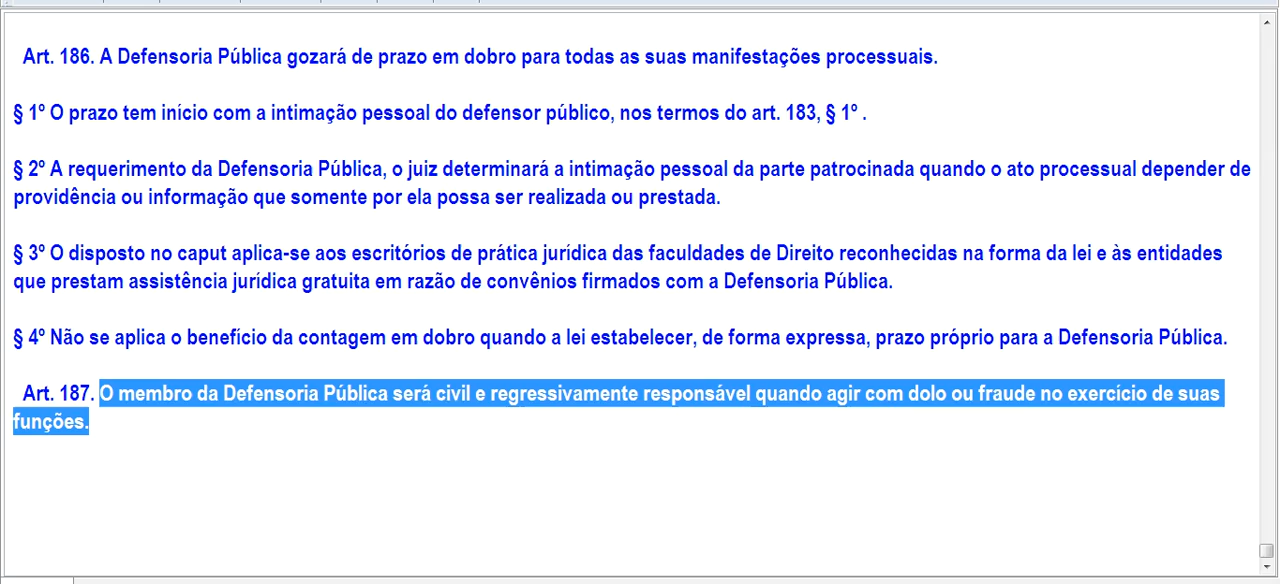 Art. 186. A Defensoria Pública gozará de prazo em dobro para todas as suas manifestações processuais.
§ 1º O prazo tem início com a intimação pessoal do defensor público, nos termos do art. 183, § 1º .
§ 2º A requerimento da Defensoria Pública, o juiz determinará a intimação pessoal da parte patrocinada quando o ato processual depender de
providência ou informação que somente por ela possa ser realizada ou prestada.
§ 3º O disposto no caput aplica-se aos escritórios de prática jurídica das faculdades de Direito reconhecidas na forma da lei e às entidades
que prestam assistência jurídica gratuita em razão de convênios firmados com a Defensoria Pública.
§ 4º Não se aplica o benefício da contagem em dobro quando a lei estabelecer, de forma expressa, prazo próprio para a Defensoria Pública.
Art. 187. O membro da Defensoria Pública será civil e regressivamente responsável quando agir com dolo ou fraude no exercício de suas
funções.